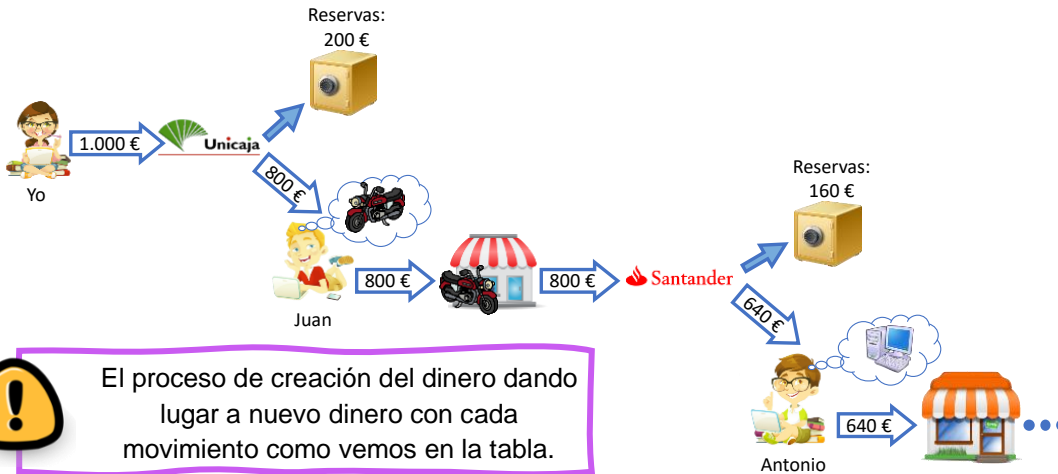 Reservas:
200 €
1.000 €
Unicaja
Yo
800 €
Reservas:
160 €
800 €
800 €
Santander
Juan
640 €
El proceso de creación del dinero dando
lugar a nuevo dinero con cada
movimiento como vemos en la tabla.
640 €
Antonio